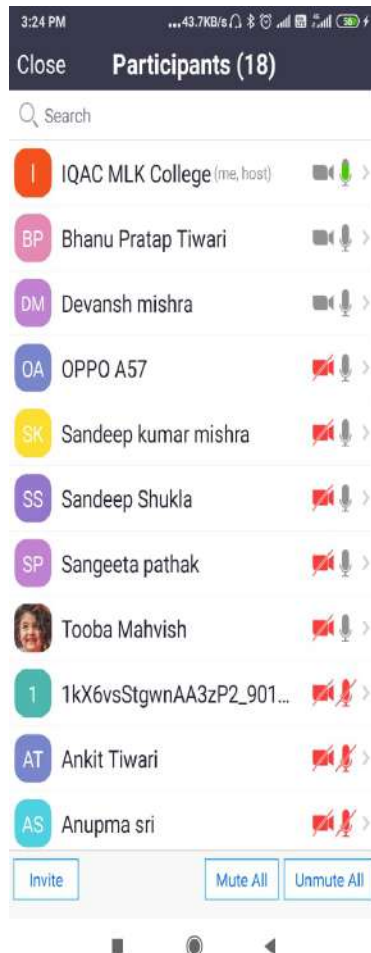 3:24 PM ...43.7KB/s 56
Close Participants (18)
Search
I IQAC MLK College (me, host)
BP Bhanu Pratap Tiwari
DM Devansh mishra
OA OPPO A57
SK Sandeep kumar mishra
SS Sandeep Shukla
SP Sangeeta pathak
Tooba Mahvish
1 1kX6vsStgwnAA3zP2_901...
AT Ankit Tiwari
AS Anupma sri
Invite Mute All Unmute All